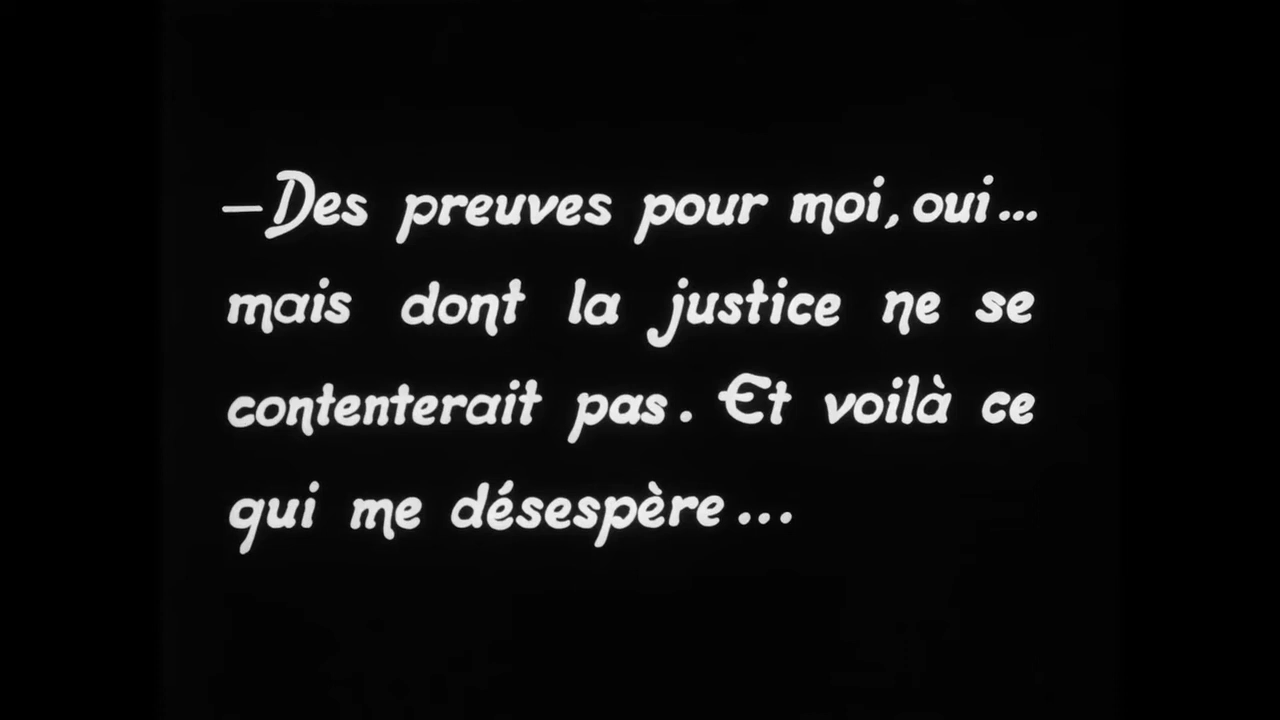 —Des preuves pour moi, oui...
mais dont la justice ne se
contenterait pas. Et voilà ce
qui me désespère...